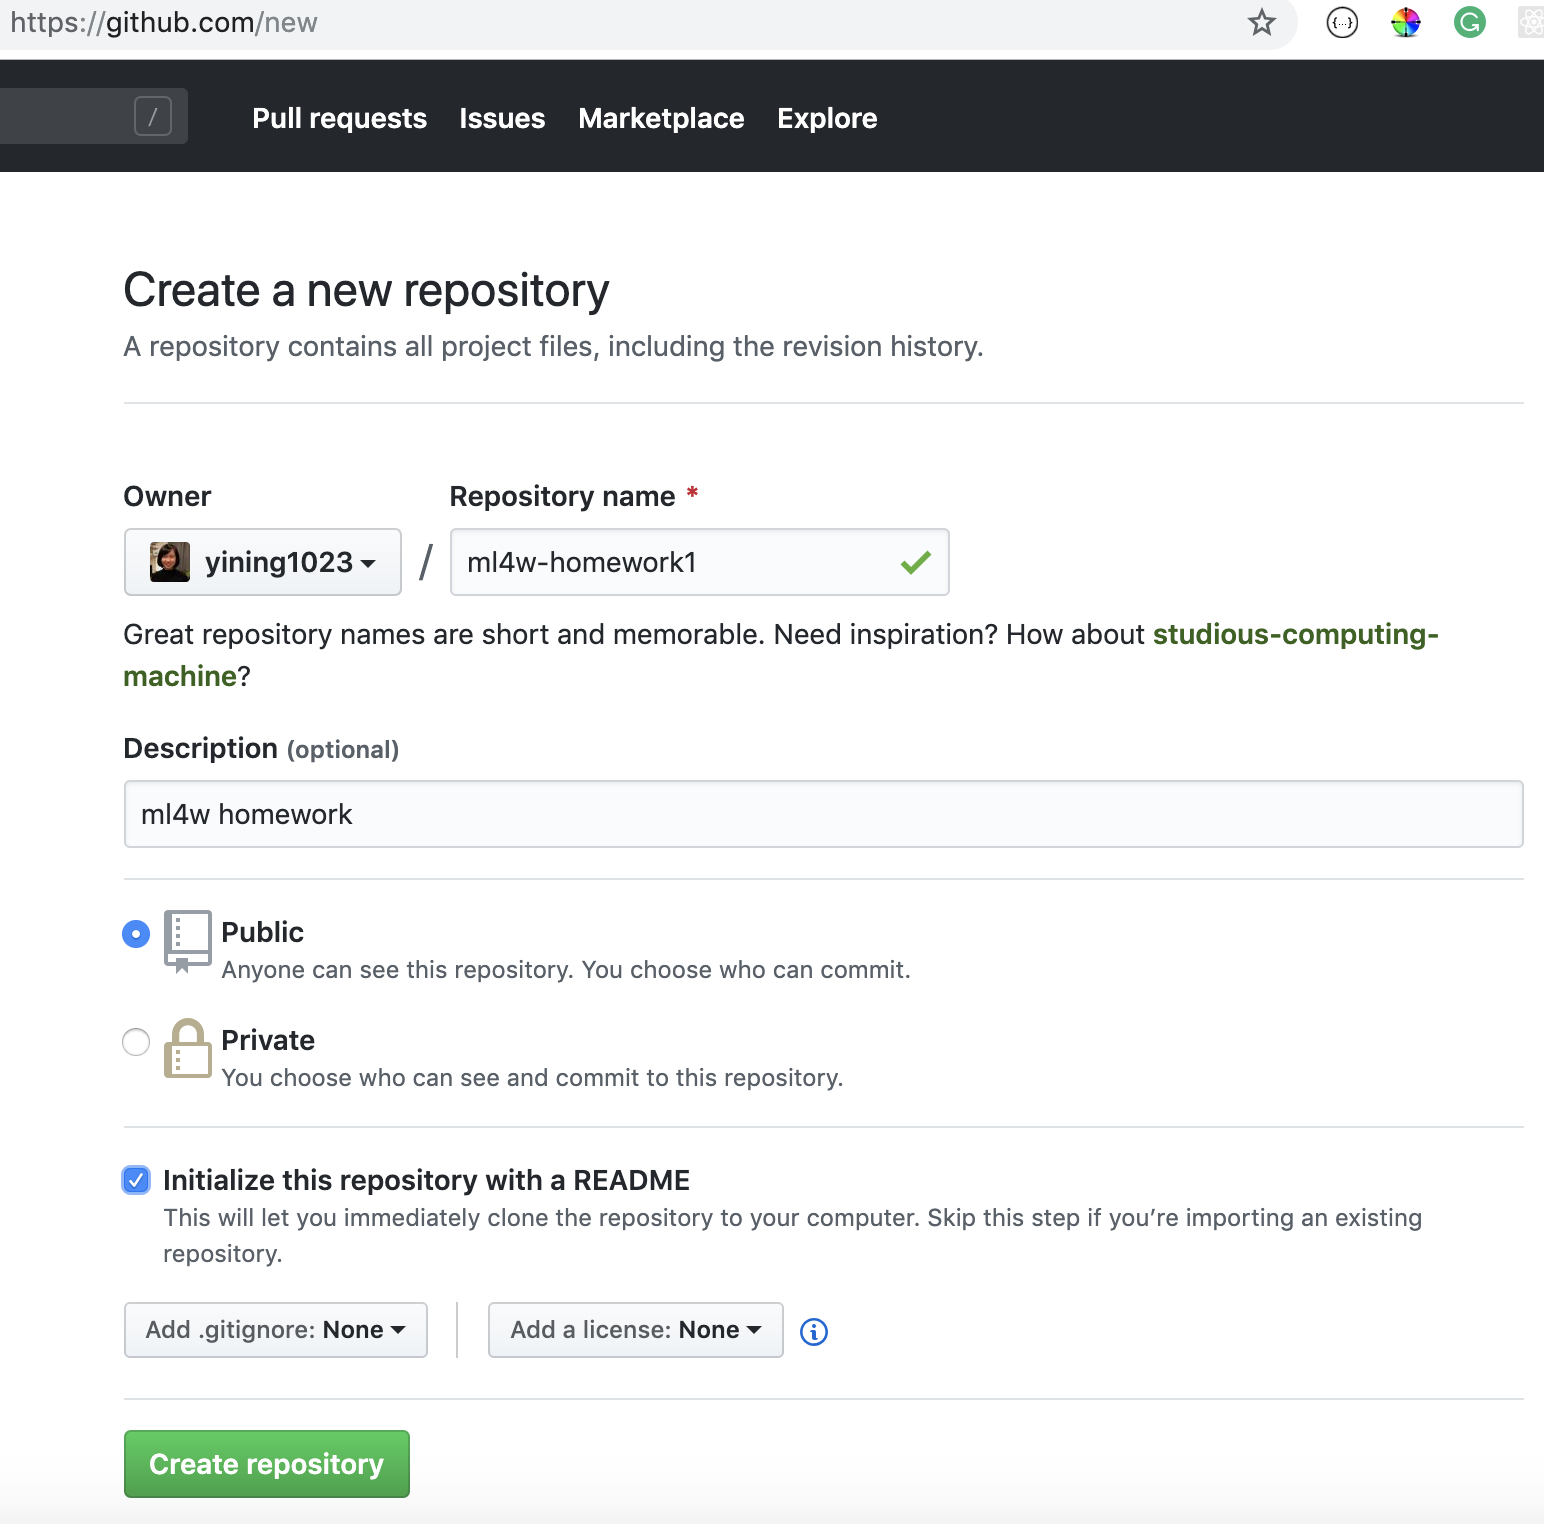 https://github.com/new
{...}
G
/
Pull requests Issues Marketplace Explore
Create a new repository
A repository contains all project files, including the revision history.
Owner Repository name *
yining1023 / ml4w-homework1
Great repository names are short and memorable. Need inspiration? How about studious-computing-
machine?
Description (optional)
ml4w homework
Public
Anyone can see this repository. You choose who can commit.
Private
You choose who can see and commit to this repository.
Initialize this repository with a README
This will let you immediately clone the repository to your computer. Skip this step if you’re importing an existing
repository.
Add .gitignore: None Add a license: None
Create repository